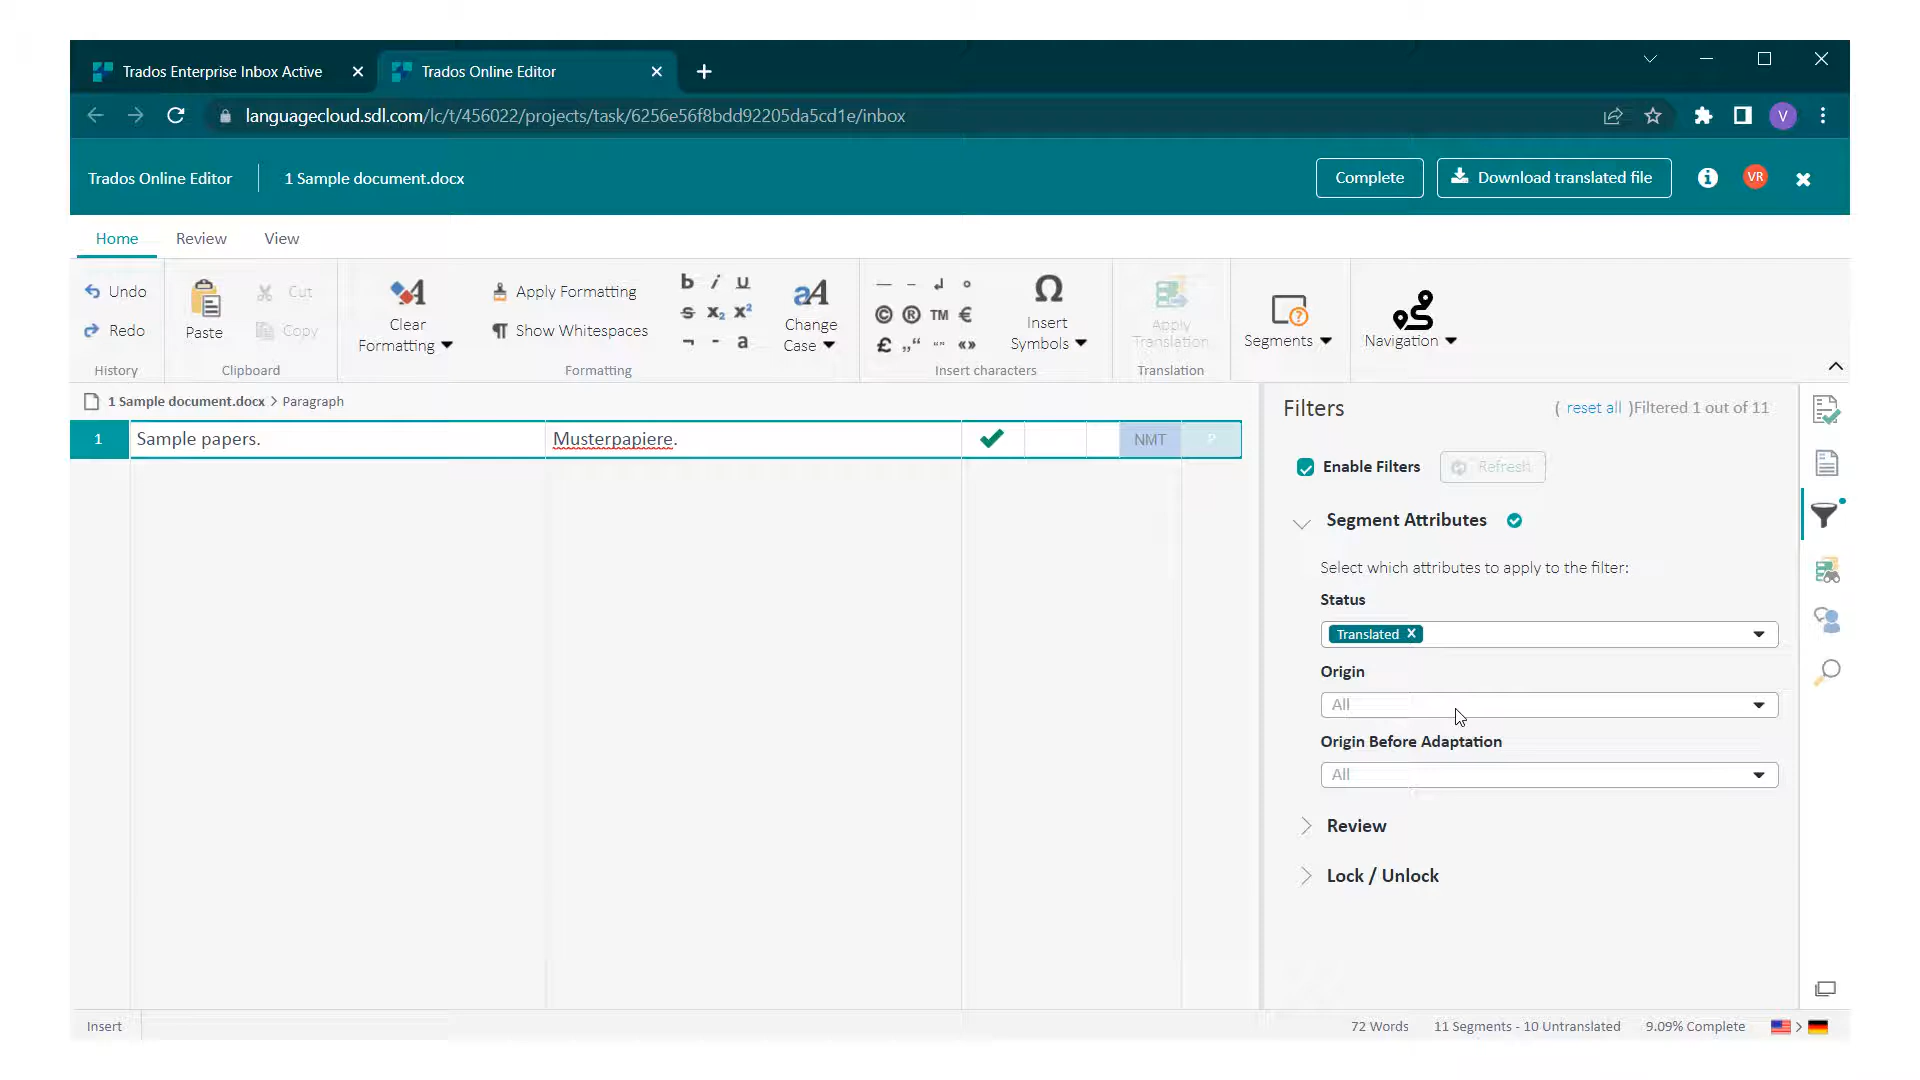 Trados Enterprise Inbox Active
Trados Online Editor
languagecloud.sdl.com/lc/t/456022/projects/task/6256e56f8bdd92205da5cd1e/inbox
V
Trados Online Editor
1 Sample document.docx
Complete
Download translated file
VR
Home
Review
View
Undo
Redo
History
Paste
Cut
Copy
Clipboard
Clear
Formatting
Apply Formatting
Show Whitespaces
b i u
S X₂ X²
¬ - a
Change
Case
Formatting
— – ↲ °
© ® TM €
£ „“ “” «»
Insert characters
Ω
Insert
Symbols
Apply
Translation
Translation
Segments
Navigation
1 Sample document.docx > Paragraph
1
Sample papers.
Musterpapiere.
NMT
P
Filters
( reset all )Filtered 1 out of 11
Enable Filters
Refresh
Segment Attributes
Select which attributes to apply to the filter:
Status
Translated
Origin
All
Origin Before Adaptation
All
Review
Lock / Unlock
Insert
72 Words
11 Segments - 10 Untranslated
9.09% Complete